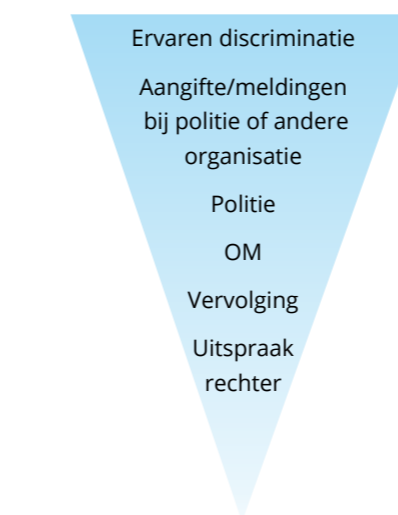 Ervaren discriminatie
Aangifte/meldingen
bij politie of andere
organisatie
Politie
OM
Vervolging
Uitspraak
rechter